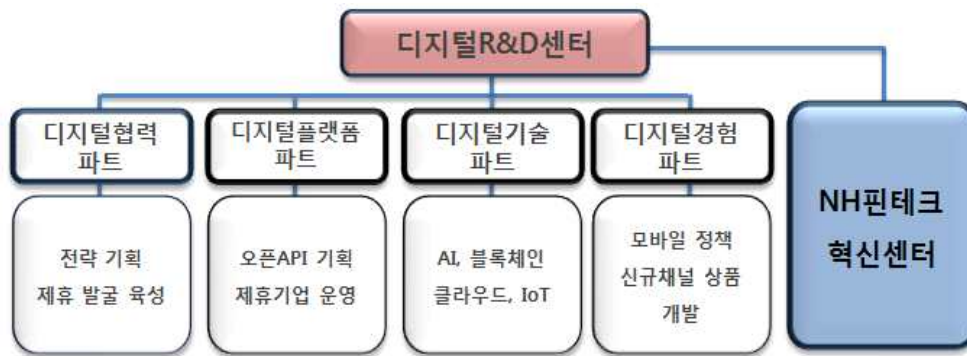 디지털R&D센터
디지털협력
파트
디지털플랫폼
파트
디지털기술
파트
디지털경험
파트
NH핀테크
혁신센터
전략 기획
제휴 발굴 육성
오픈API 기획
제휴기업 운영
AI, 블록체인
클라우드, IoT
모바일 정책
신규채널 상품
개발